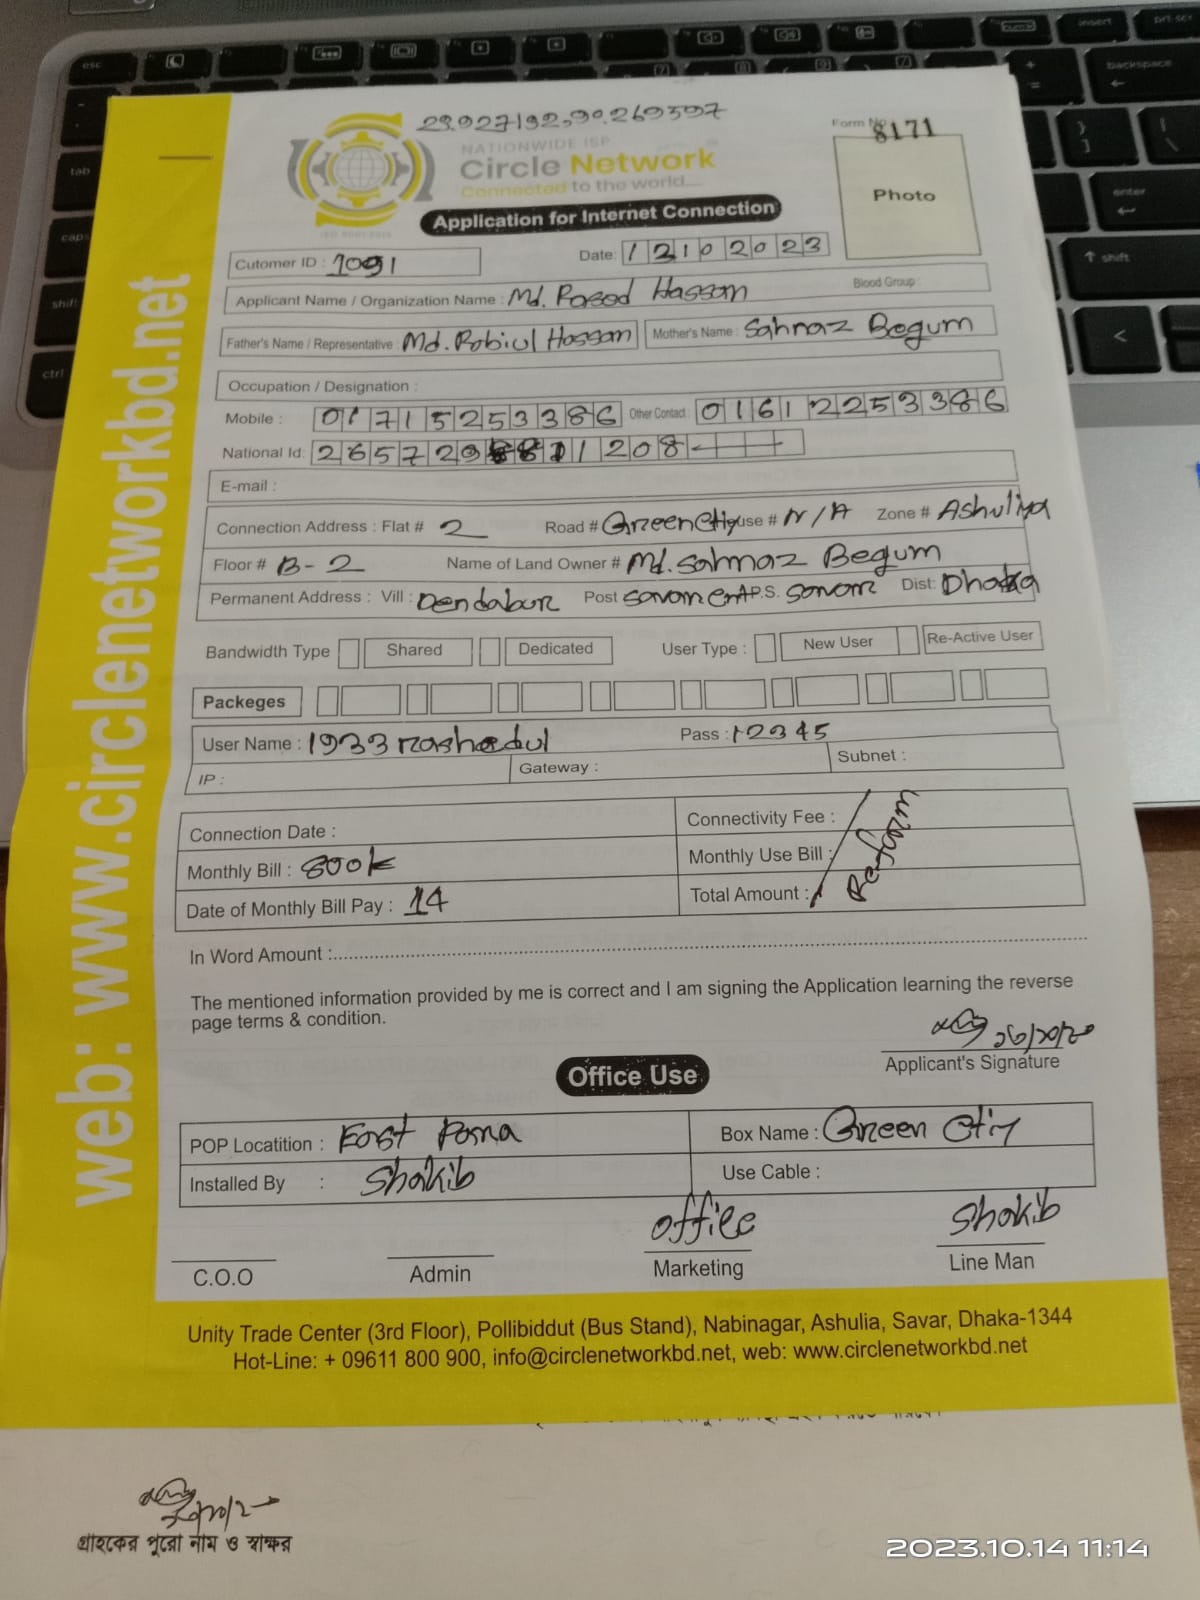 23.927192,90.269397
Form No 8171
NATIONWIDE ISP
Circle Network
Connected to the world...
Photo
Application for Internet Connection
Cutomer ID : 1091
Date: 12102023
Applicant Name / Organization Name : Md. Rasod Hassan Blood Group :
Father's Name / Representative : Md. Robiul Hassan Mother's Name : Sahnaz Begum
Occupation / Designation :
Mobile : 01715253386 Other Contact : 01612253386
National Id: 265729 1208
E-mail :
Connection Address : Flat # 2 Road # Green City House # N/A Zone # Ashuliya
Floor # B-2 Name of Land Owner # Md. Sahnaz Begum
Permanent Address : Vill : Dendabur Post Savar Cent P.S. Savar Dist: Dhaka
Bandwidth Type Shared Dedicated User Type : New User Re-Active User
Packeges
User Name : 1933rashedul Pass : 12345
IP : Gateway : Subnet :
Connection Date : Connectivity Fee :
Monthly Bill : 800k Monthly Use Bill :
Date of Monthly Bill Pay : 14 Total Amount :
In Word Amount :
The mentioned information provided by me is correct and I am signing the Application learning the reverse
page terms & condition.
Applicant's Signature
Office Use
POP Locatition : East Parna Box Name : Green City
Installed By : Shakib Use Cable :
office Shakib
C.O.O Admin Marketing Line Man
Unity Trade Center (3rd Floor), Pollibiddut (Bus Stand), Nabinagar, Ashulia, Savar, Dhaka-1344
Hot-Line: + 09611 800 900, info@circlenetworkbd.net, web: www.circlenetworkbd.net
web: www.circlenetworkbd.net
গ্রাহকের পুরো নাম ও স্বাক্ষর
2023.10.14 11:14